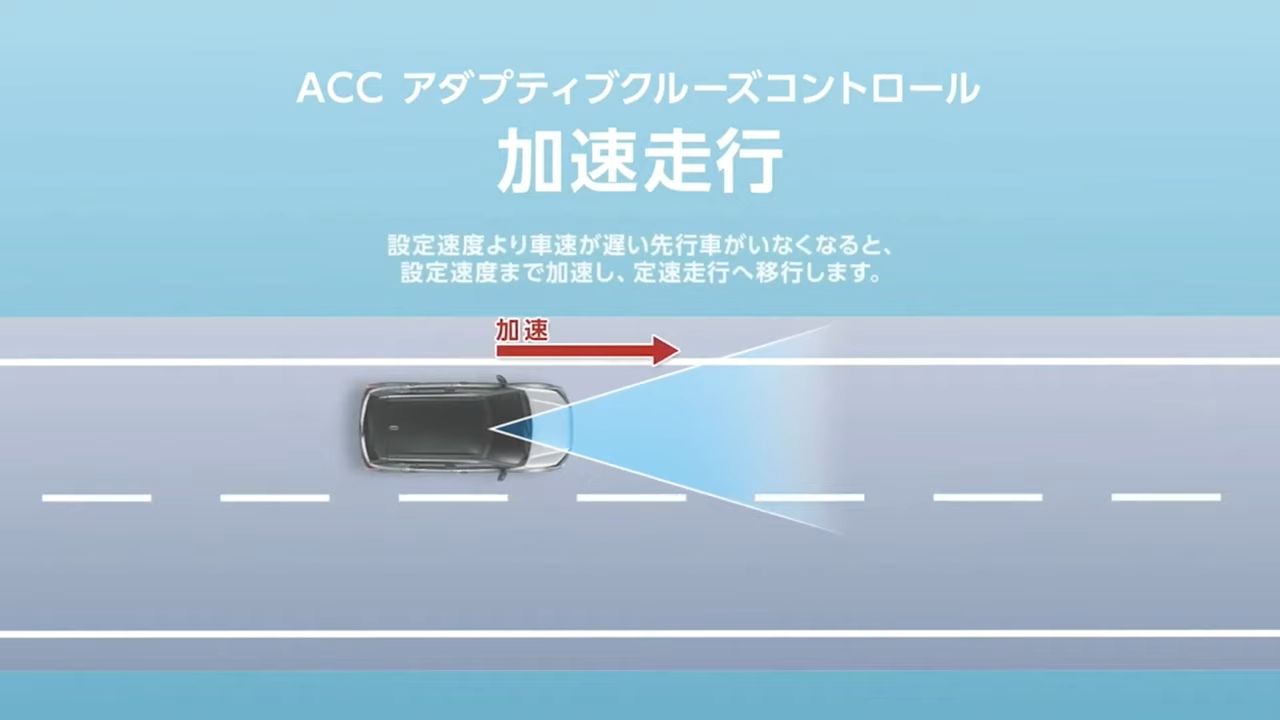 ACC アダプティブクルーズコントロール
加速走行
設定速度より車速が遅い先行車がいなくなると、
設定速度まで加速し、定速走行へ移行します。
加速